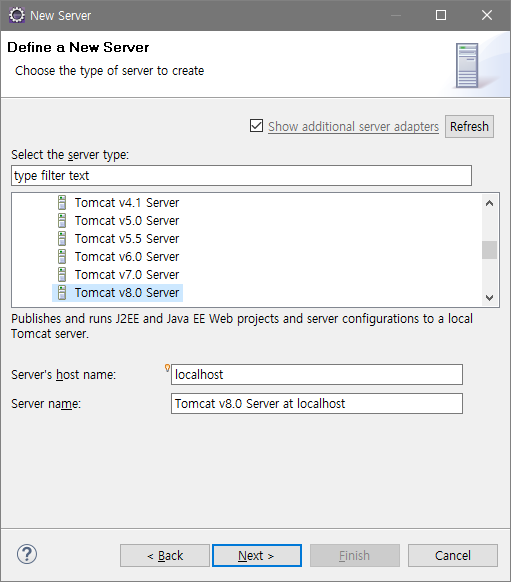 New Server
Define a New Server
Choose the type of server to create
Show additional server adapters Refresh
Select the server type:
type filter text
Tomcat v4.1 Server
Tomcat v5.0 Server
Tomcat v5.5 Server
Tomcat v6.0 Server
Tomcat v7.0 Server
Tomcat v8.0 Server
Publishes and runs J2EE and Java EE Web projects and server configurations to a local
Tomcat server.
Server's host name: localhost
Server name: Tomcat v8.0 Server at localhost
? < Back Next > Finish Cancel